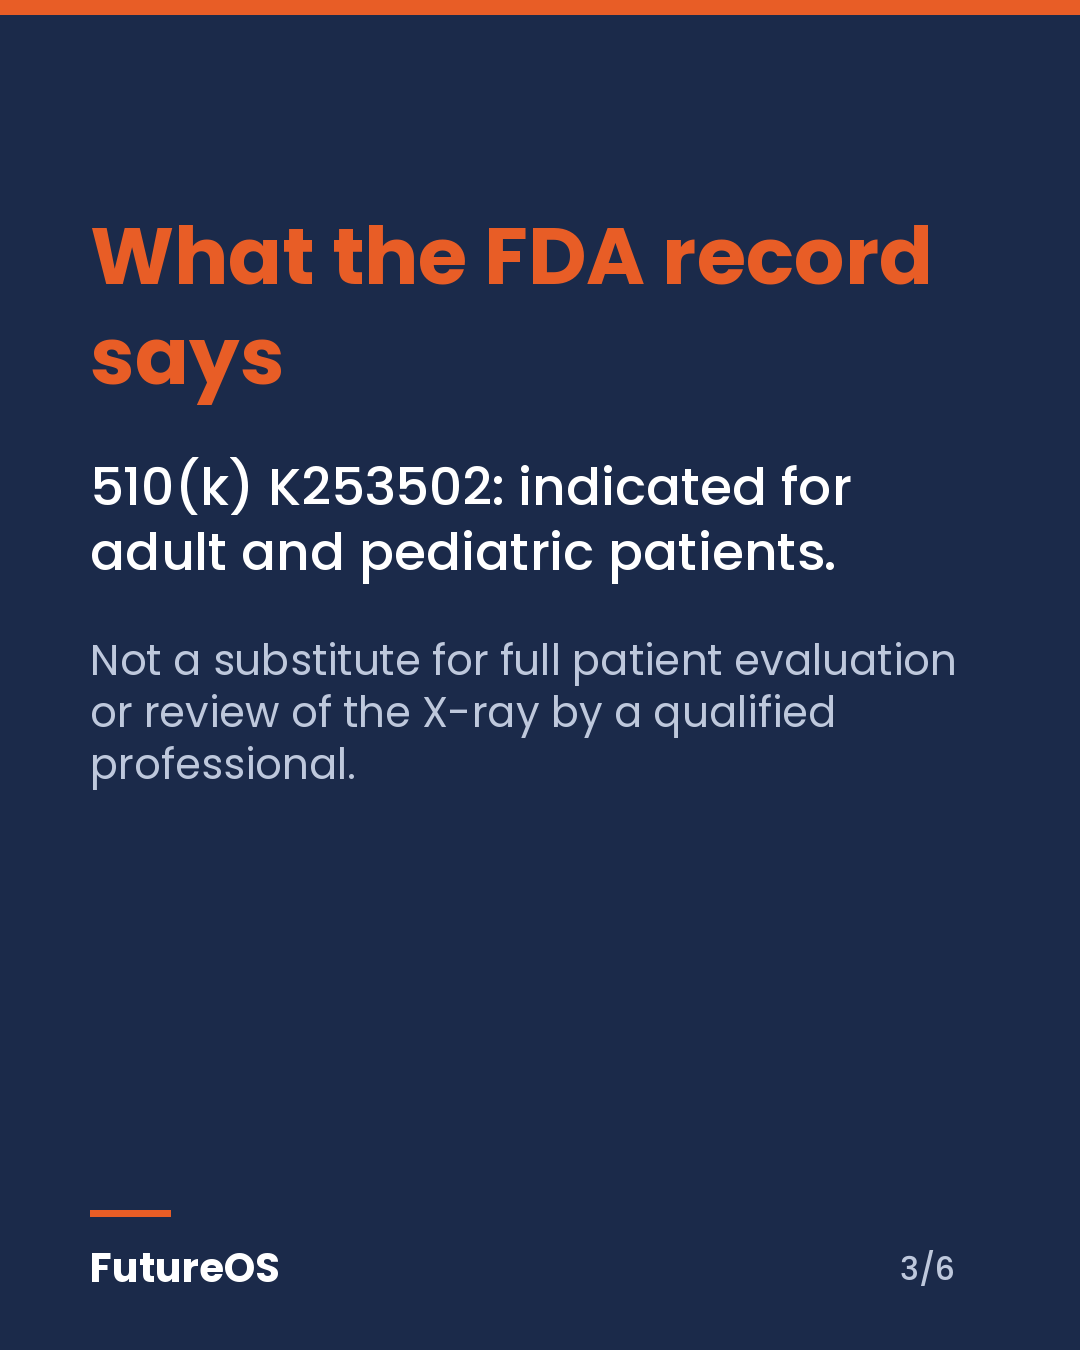 What the FDA record
says
510(k) K253502: indicated for
adult and pediatric patients.
Not a substitute for full patient evaluation
or review of the X-ray by a qualified
professional.
FutureOS
3/6